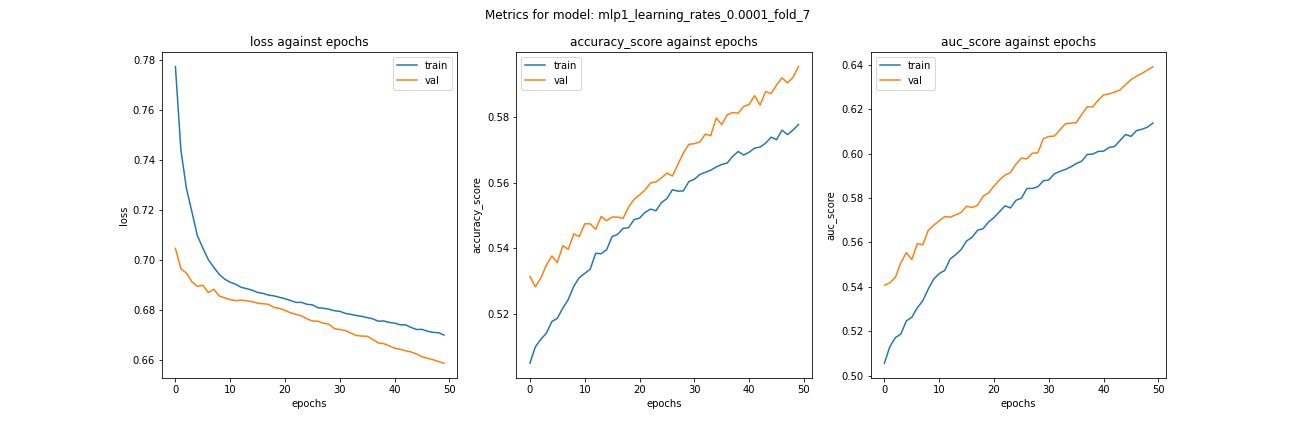 Metrics for model: mlp1_learning_rates_0.0001_fold_7
loss against epochs
0.78
0.76
0.74
0.72
0.70
0.68
0.66
loss
0
10
20
30
40
50
epochs
train
val
accuracy_score against epochs
0.58
0.56
0.54
0.52
accuracy_score
0
10
20
30
40
50
epochs
train
val
auc_score against epochs
0.64
0.62
0.60
0.58
0.56
0.54
0.52
0.50
auc_score
0
10
20
30
40
50
epochs
train
val